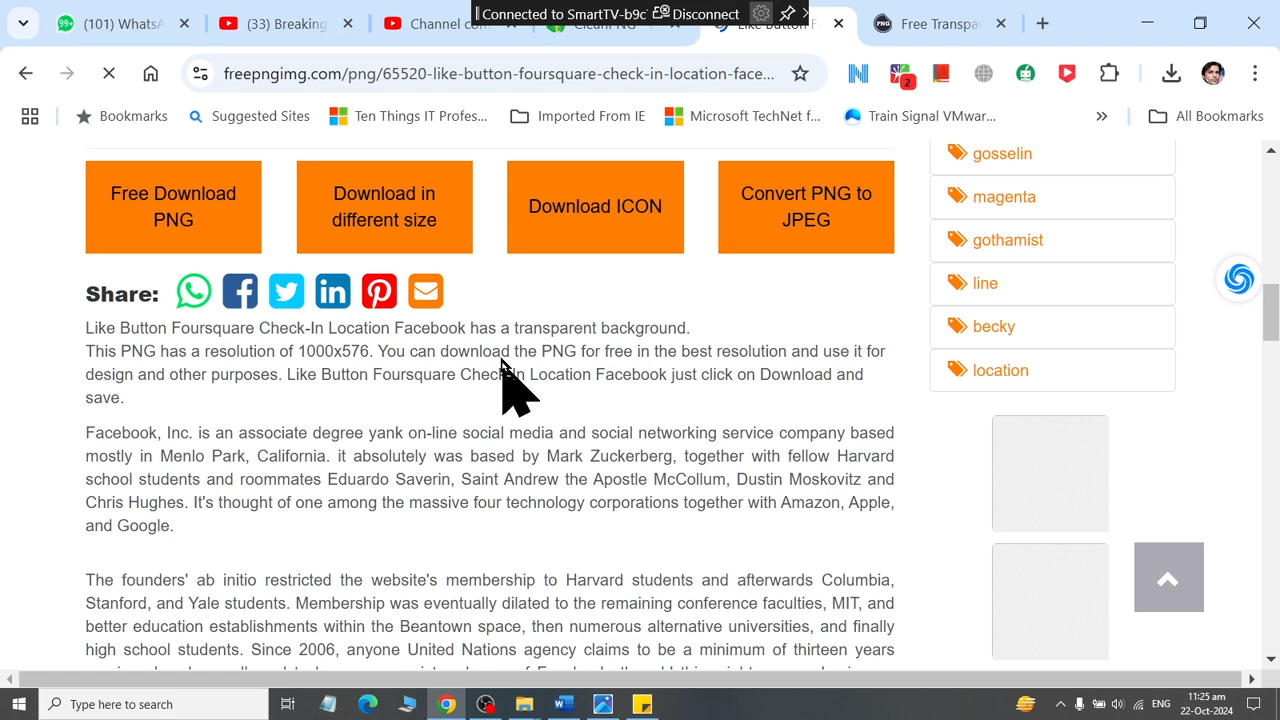 (101) WhatsA
(33) Breaking
Channel con
CleanPNG
Like Button F
Free Transpa
Connected to SmartTV-b9c
Disconnect
freepngimg.com/png/65520-like-button-foursquare-check-in-location-face...
2
Bookmarks
Suggested Sites
Ten Things IT Profes...
Imported From IE
Microsoft TechNet f...
Train Signal VMwar...
»
All Bookmarks
Free Download
PNG
Download in
different size
Download ICON
Convert PNG to
JPEG
Share:
Like Button Foursquare Check-In Location Facebook has a transparent background.
This PNG has a resolution of 1000x576. You can download the PNG for free in the best resolution and use it for
design and other purposes. Like Button Foursquare Check-In Location Facebook just click on Download and
save.
Facebook, Inc. is an associate degree yank on-line social media and social networking service company based
mostly in Menlo Park, California. it absolutely was based by Mark Zuckerberg, together with fellow Harvard
school students and roommates Eduardo Saverin, Saint Andrew the Apostle McCollum, Dustin Moskovitz and
Chris Hughes. It's thought of one among the massive four technology corporations together with Amazon, Apple,
and Google.
The founders' ab initio restricted the website's membership to Harvard students and afterwards Columbia,
Stanford, and Yale students. Membership was eventually dilated to the remaining conference faculties, MIT, and
better education establishments within the Beantown space, then numerous alternative universities, and finally
high school students. Since 2006, anyone United Nations agency claims to be a minimum of thirteen years
gosselin
magenta
gothamist
line
becky
location
Type here to search
ENG
11:25 am
22-Oct-2024